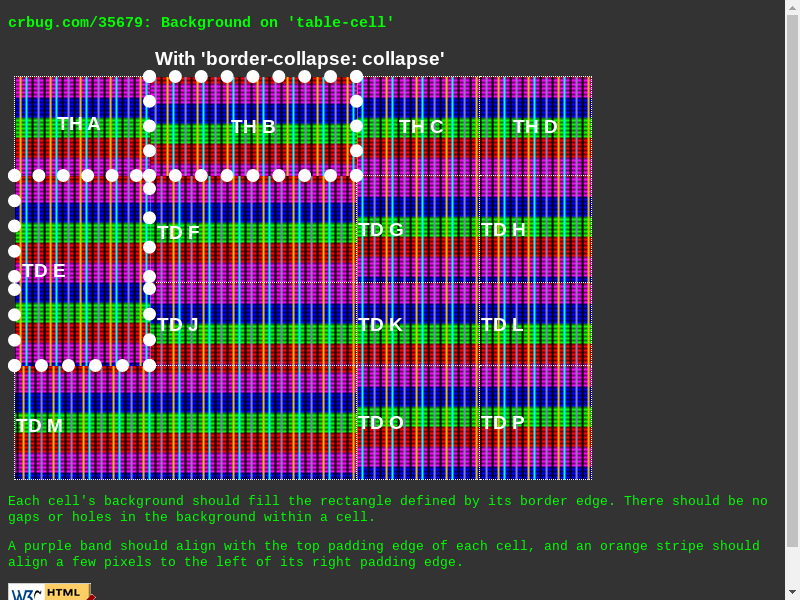 crbug.com/35679: Background on 'table-cell'
With 'border-collapse: collapse'
TH A TH B TH C TH D
TD E TD F TD G TD H
TD J TD K TD L
TD M TD O TD P
Each cell's background should fill the rectangle defined by its border edge. There should be no
gaps or holes in the background within a cell.
A purple band should align with the top padding edge of each cell, and an orange stripe should
align a few pixels to the left of its right padding edge.
W3C HTML